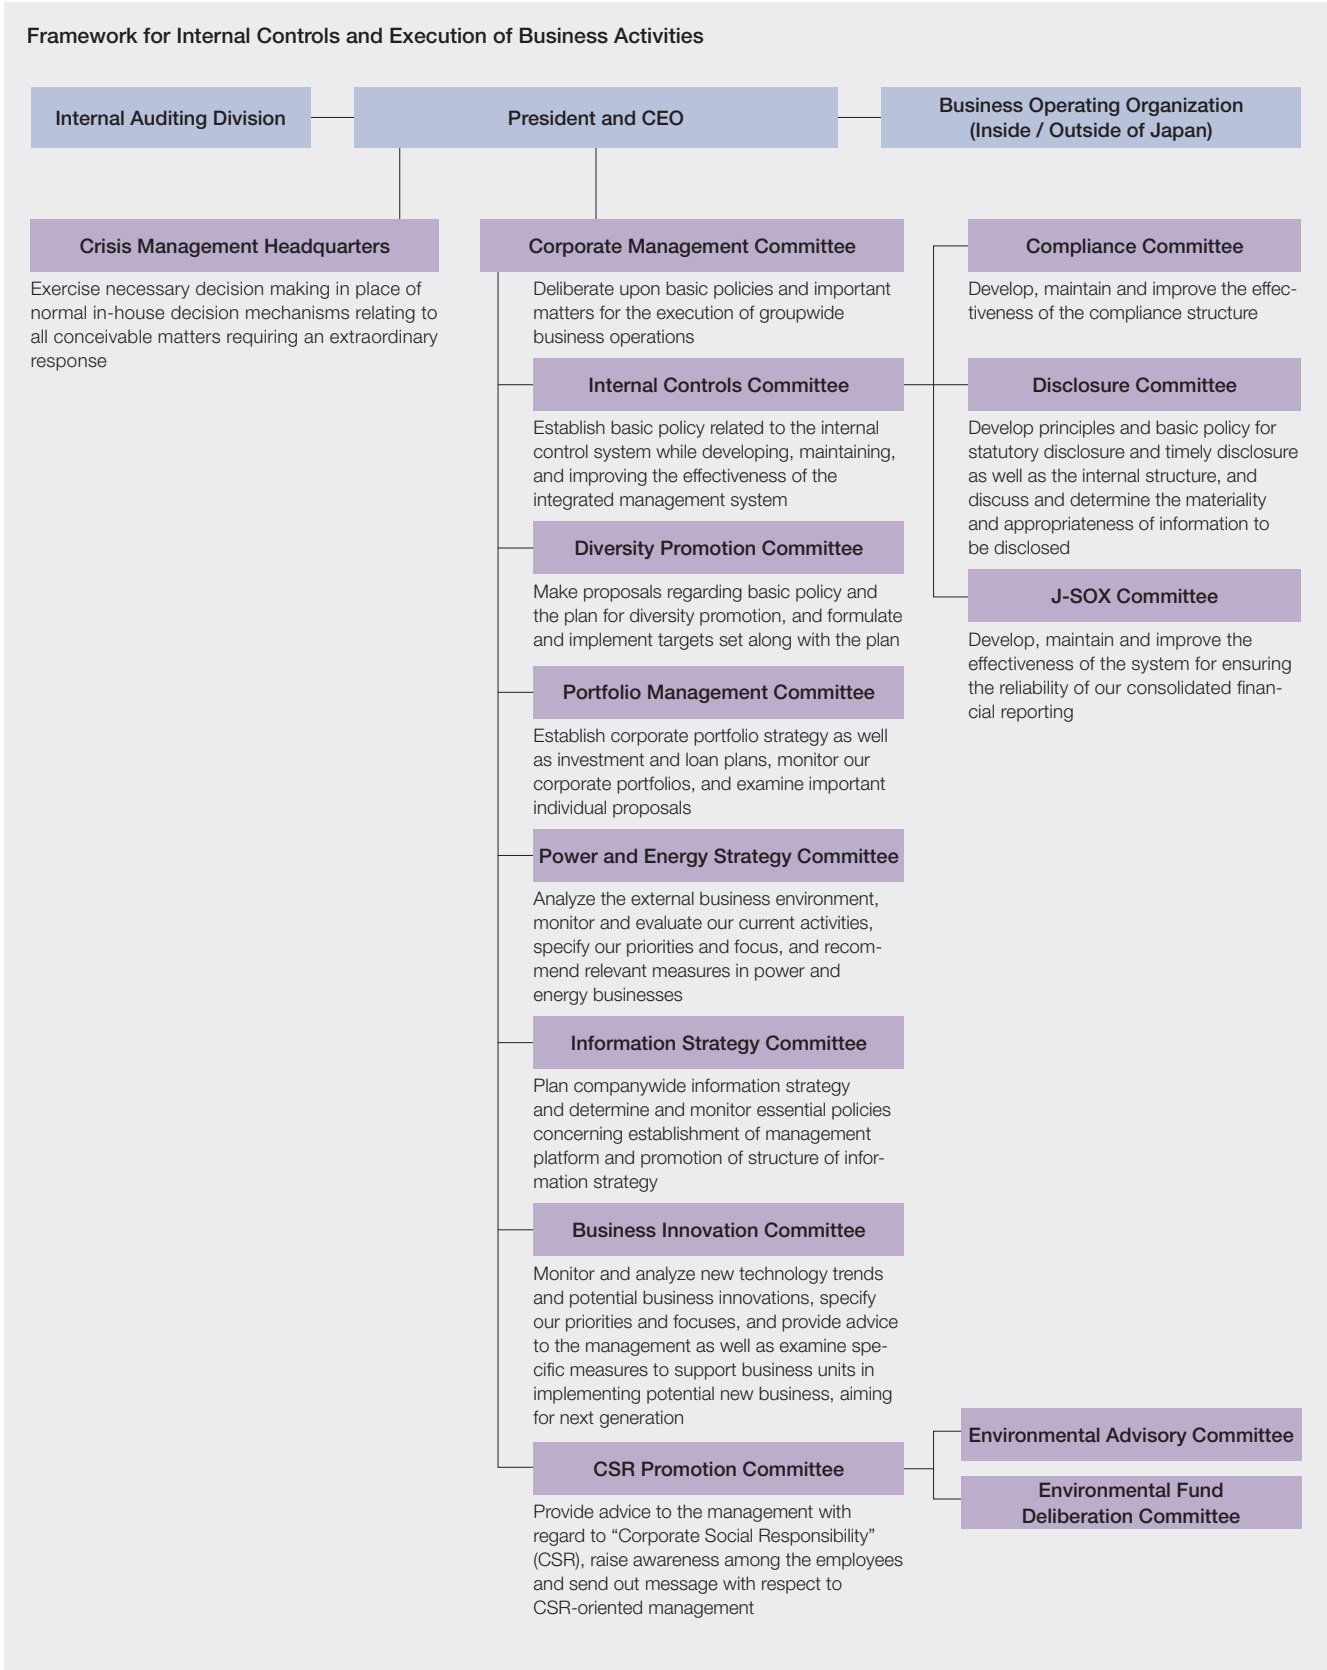 Framework for Internal Controls and Execution of Business Activities
Internal Auditing Division
President and CEO
Business Operating Organization
(Inside / Outside of Japan)
Crisis Management Headquarters
Exercise necessary decision making in place of
normal in-house decision mechanisms relating to
all conceivable matters requiring an extraordinary
response
Corporate Management Committee
Deliberate upon basic policies and important
matters for the execution of groupwide
business operations
Internal Controls Committee
Establish basic policy related to the internal
control system while developing, maintaining,
and improving the effectiveness of the
integrated management system
Diversity Promotion Committee
Make proposals regarding basic policy and
the plan for diversity promotion, and formulate
and implement targets set along with the plan
Portfolio Management Committee
Establish corporate portfolio strategy as well
as investment and loan plans, monitor our
corporate portfolios, and examine important
individual proposals
Power and Energy Strategy Committee
Analyze the external business environment,
monitor and evaluate our current activities,
specify our priorities and focus, and recom-
mend relevant measures in power and
energy businesses
Information Strategy Committee
Plan companywide information strategy
and determine and monitor essential policies
concerning establishment of management
platform and promotion of structure of infor-
mation strategy
Business Innovation Committee
Monitor and analyze new technology trends
and potential business innovations, specify
our priorities and focuses, and provide advice
to the management as well as examine spe-
cific measures to support business units in
implementing potential new business, aiming
for next generation
CSR Promotion Committee
Provide advice to the management with
regard to “Corporate Social Responsibility”
(CSR), raise awareness among the employees
and send out message with respect to
CSR-oriented management
Compliance Committee
Develop, maintain and improve the effec-
tiveness of the compliance structure
Disclosure Committee
Develop principles and basic policy for
statutory disclosure and timely disclosure
as well as the internal structure, and
discuss and determine the materiality
and appropriateness of information to
be disclosed
J-SOX Committee
Develop, maintain and improve the
effectiveness of the system for ensuring
the reliability of our consolidated finan-
cial reporting
Environmental Advisory Committee
Environmental Fund
Deliberation Committee